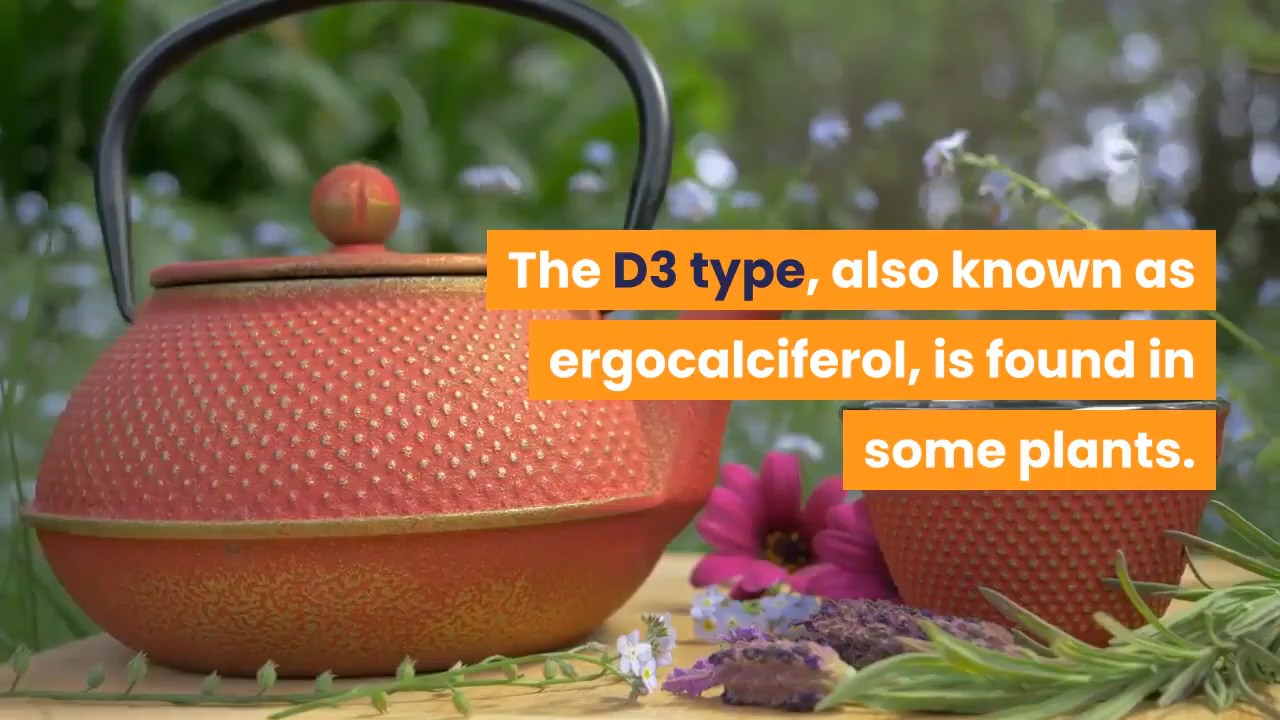 The D3 type, also known as
ergocalciferol, is found in
some plants.